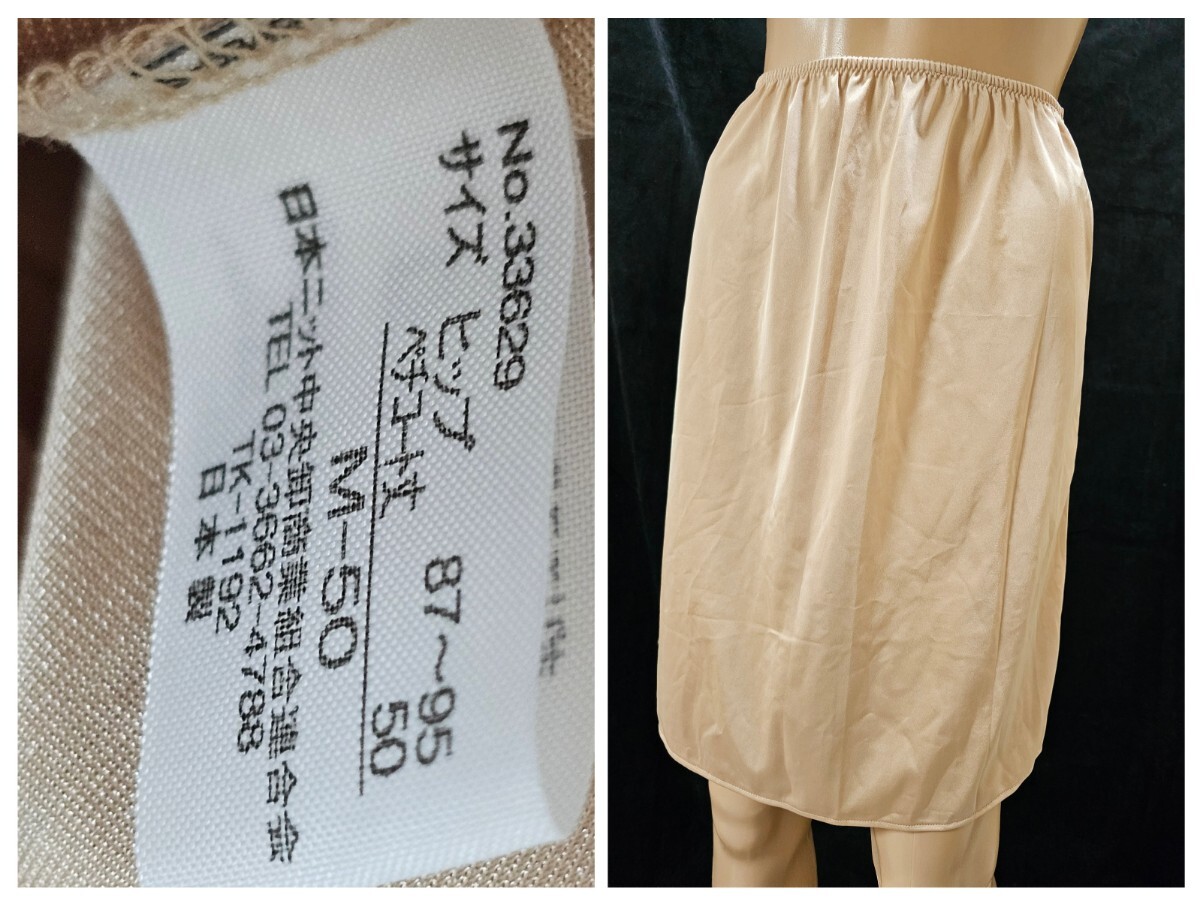 No.33629
サイズ ヒップ 87〜95
ペチコート丈 50
M-50
日本ニット中央卸商業組合連合会
TEL 03-3662-4788
TK-1192
日本製